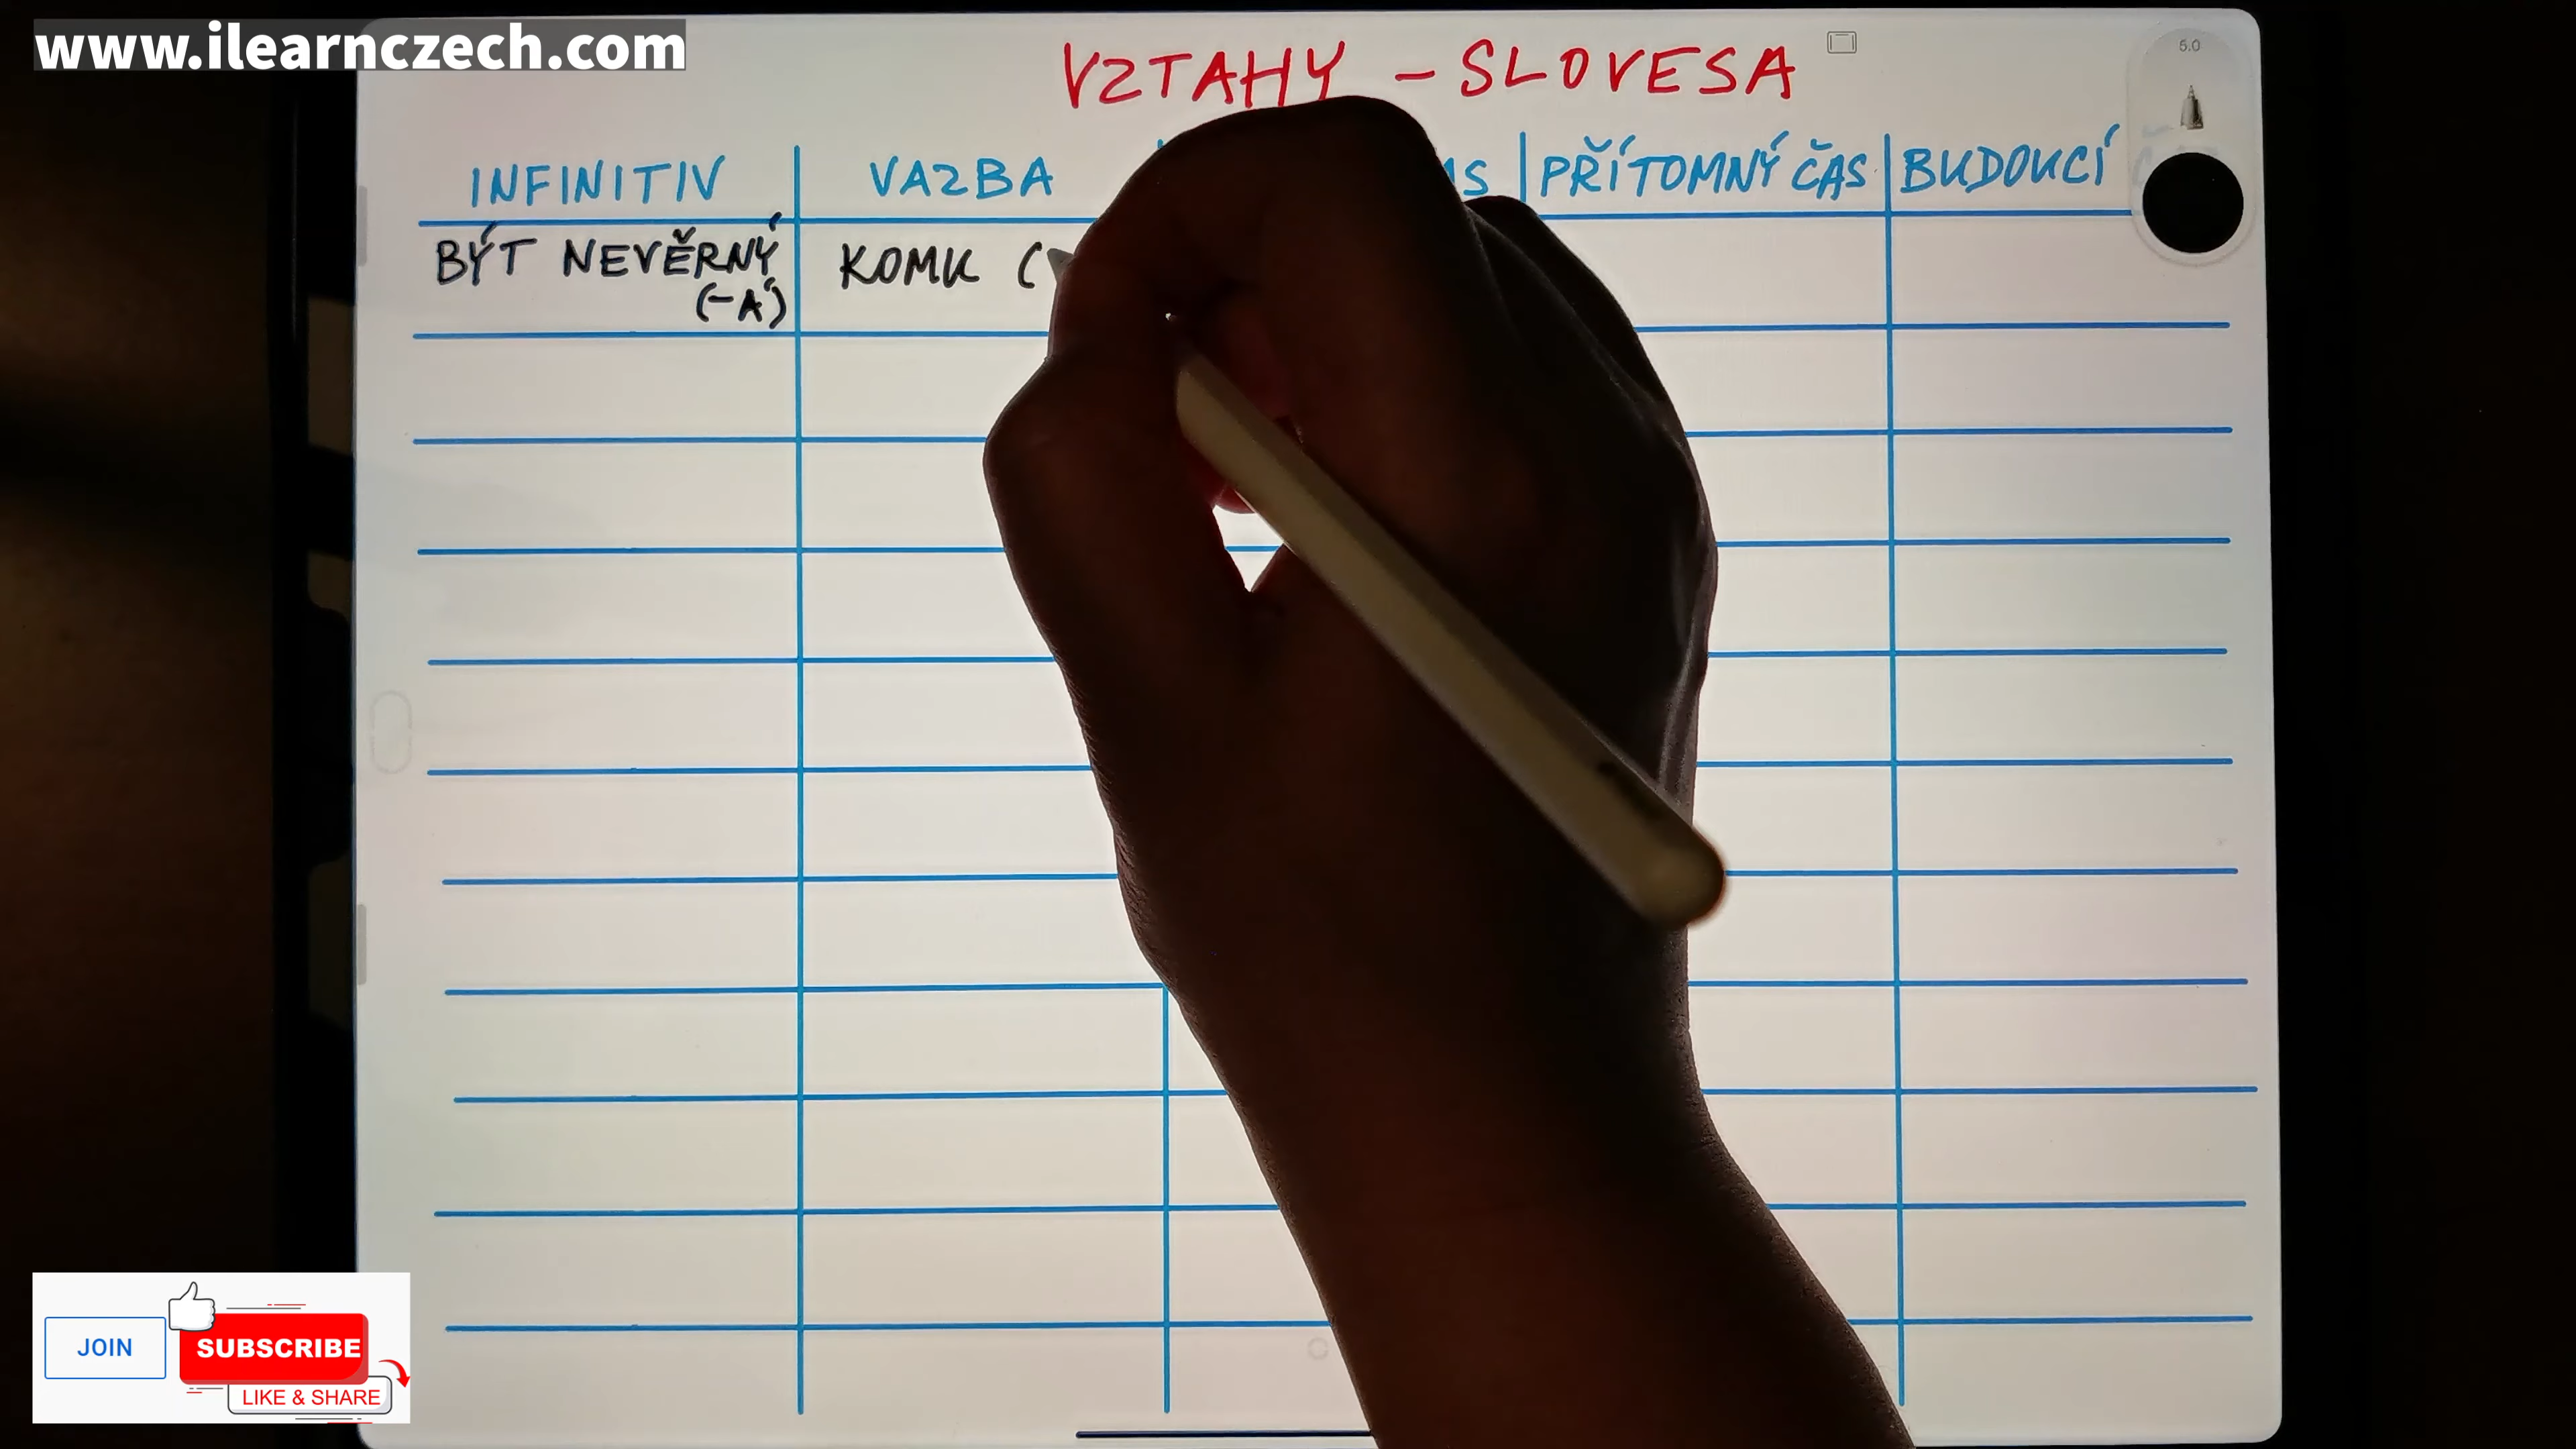 www.ilearnczech.com
VZTAHY - SLOVESA
5.0
INFINITIV VAZBA PŘÍTOMNÝ ČAS BUDOUCÍ
BÝT NEVĚRNÝ KOMU (
(-Á)
JOIN
SUBSCRIBE
LIKE & SHARE